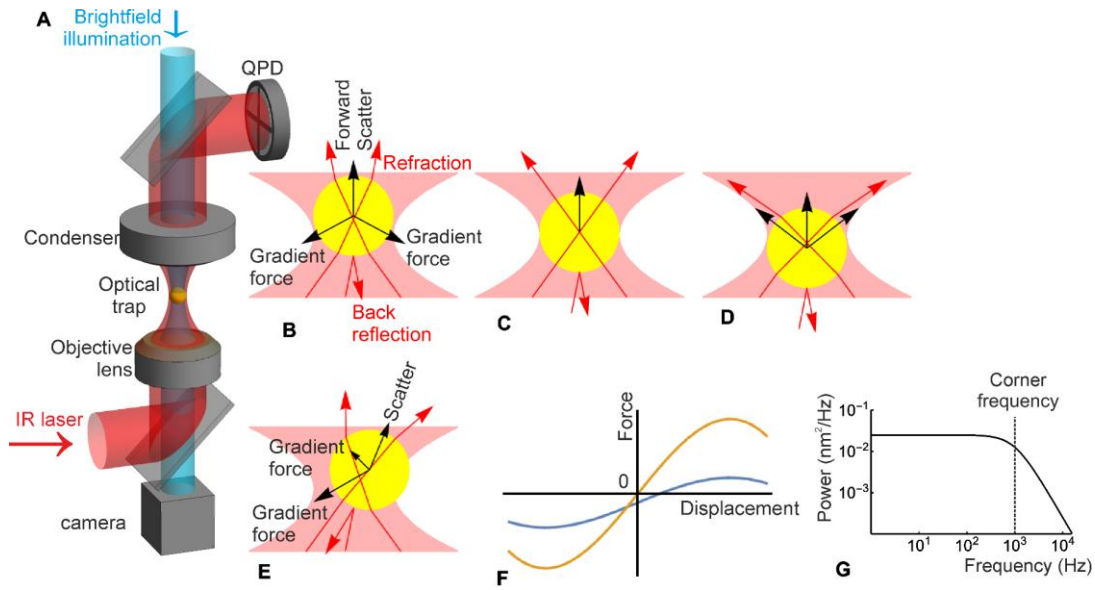 A
Brightfield
illumination
QPD
Condenser
Optical
trap
Objective
lens
IR laser
camera
Forward
Scatter
Refraction
Gradient
force
Gradient
force
Back
reflection
B
C
D
Scatter
Gradient
force
Gradient
force
E
Force
0
Displacement
F
Corner
frequency
Power (nm²/Hz)
10⁻¹
10⁻²
10⁻³
10¹ 10² 10³ 10⁴
Frequency (Hz)
G